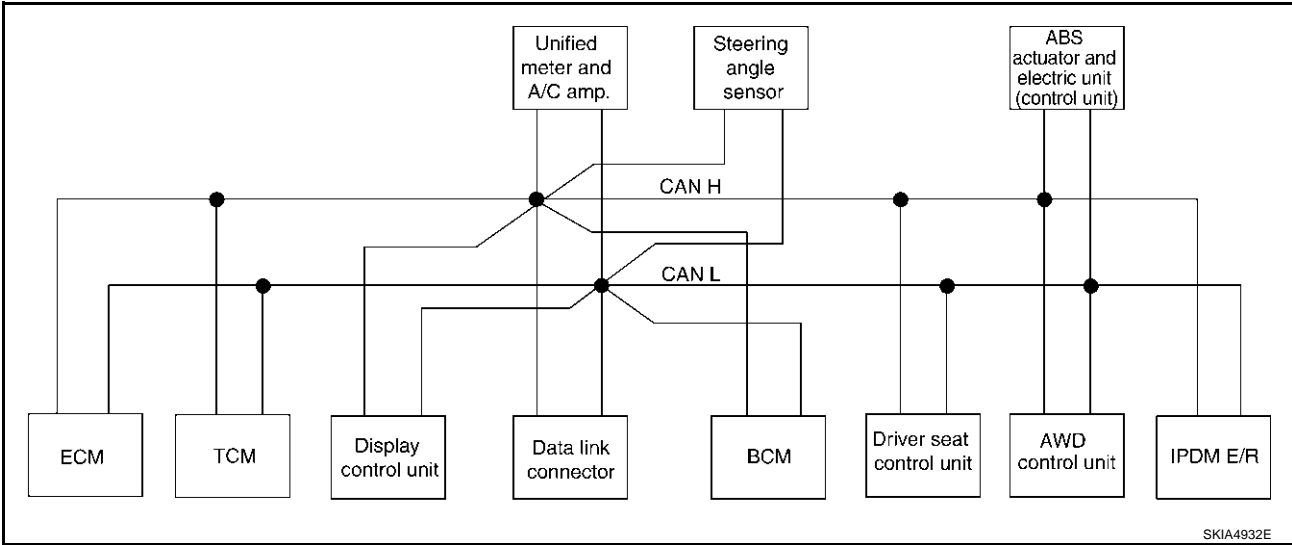 Unified
meter and
A/C amp.
Steering
angle
sensor
ABS
actuator and
electric unit
(control unit)
CAN H
CAN L
ECM
TCM
Display
control unit
Data link
connector
BCM
Driver seat
control unit
AWD
control unit
IPDM E/R
SKIA4932E